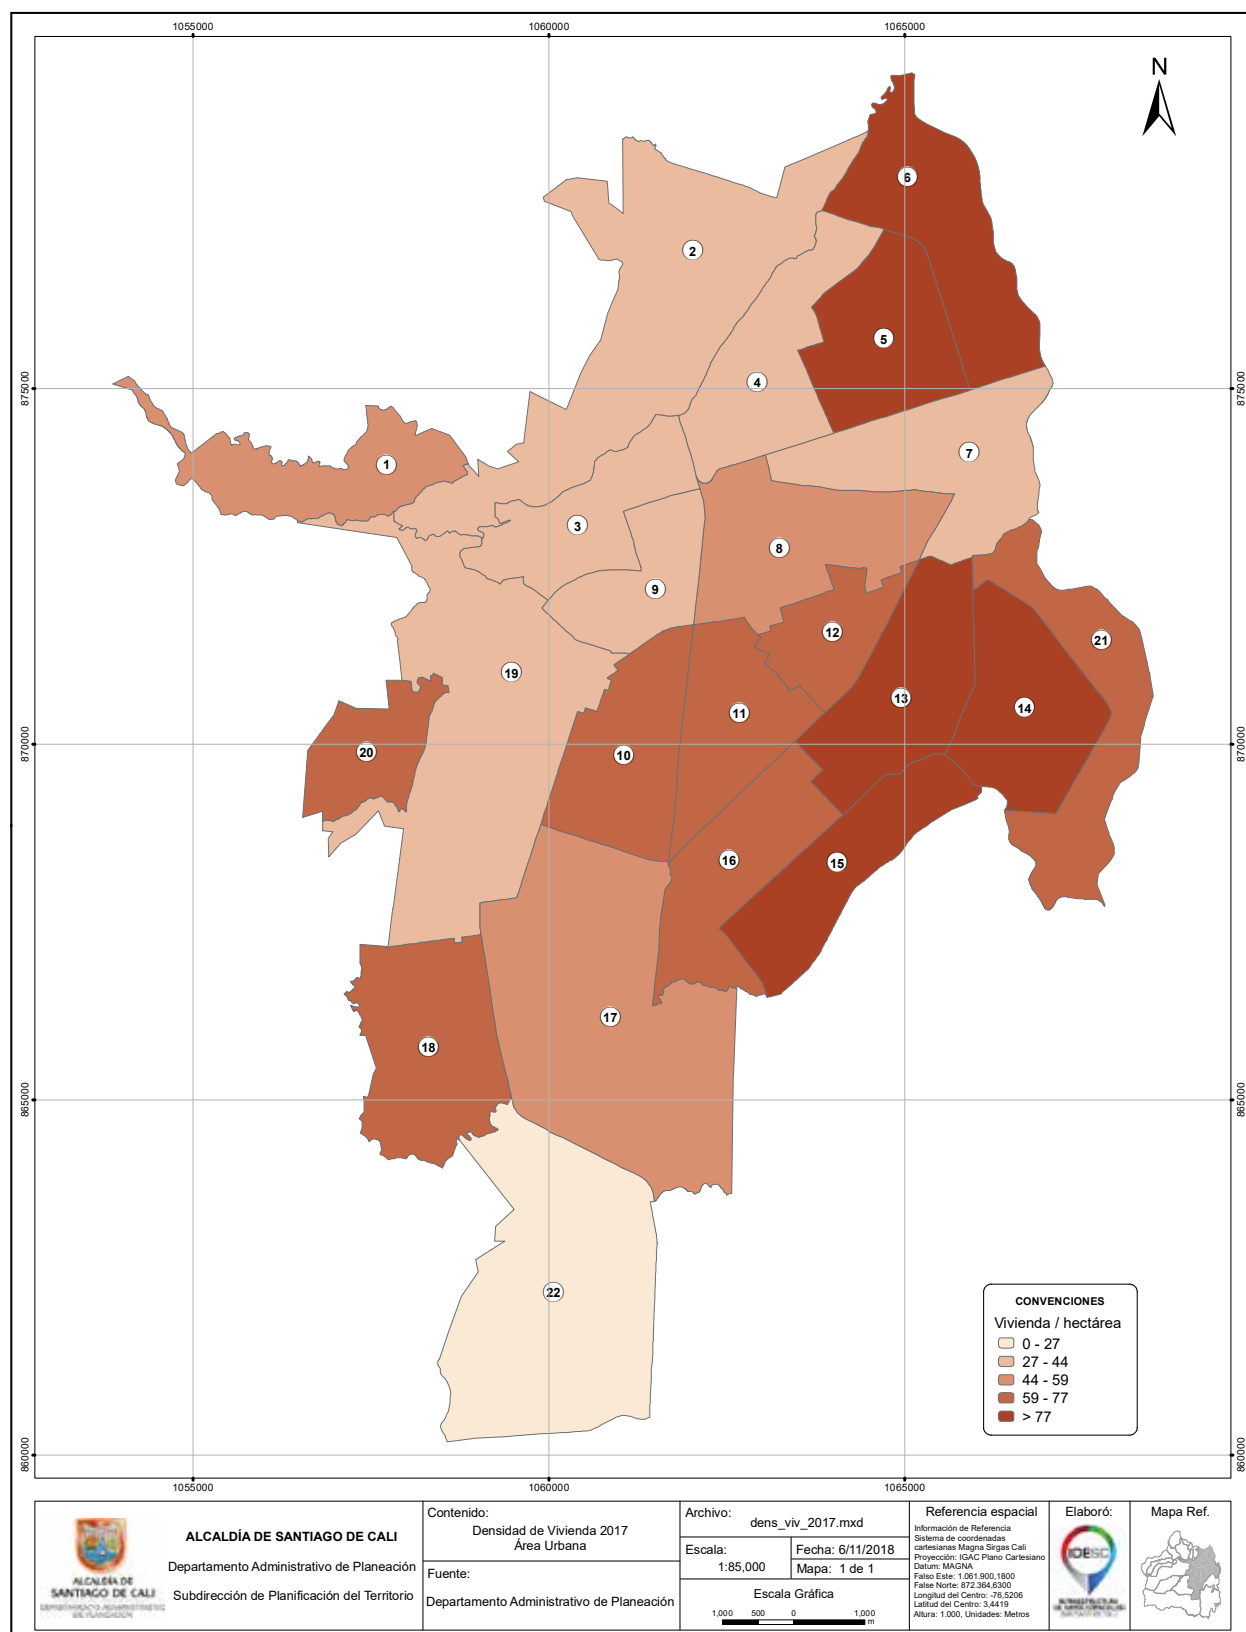 1055000
1060000
1065000
N
6
2
5
4
875000
875000
7
1
3
8
9
12
21
19
13
14
11
20
10
870000
870000
16
15
17
18
865000
865000
22
CONVENCIONES
Vivienda / hectárea
0 - 27
27 - 44
44 - 59
59 - 77
> 77
860000
860000
1055000
1060000
1065000
ALCALDÍA DE
SANTIAGO DE CALI
ALCALDÍA DE SANTIAGO DE CALI
Departamento Administrativo de Planeación
Subdirección de Planificación del Territorio
Contenido:
Densidad de Vivienda 2017
Área Urbana
Fuente:
Departamento Administrativo de Planeación
Archivo:
dens_viv_2017.mxd
Escala:
1:85,000
Fecha: 6/11/2018
Mapa: 1 de 1
Escala Gráfica
1,000 500 0 1,000
m
Referencia espacial
Información de Referencia
Sistema de coordenadas
cartesianas Magna Sirgas Cali
Proyección: IGAC Plano Cartesiano
Datum: MAGNA
Falso Este: 1.061.900,1800
False Norte: 872.364,6300
Longitud del Centro: -76,5206
Latitud del Centro: 3,4419
Altura: 1.000, Unidades: Metros
Elaboró:
IDESC
Mapa Ref.